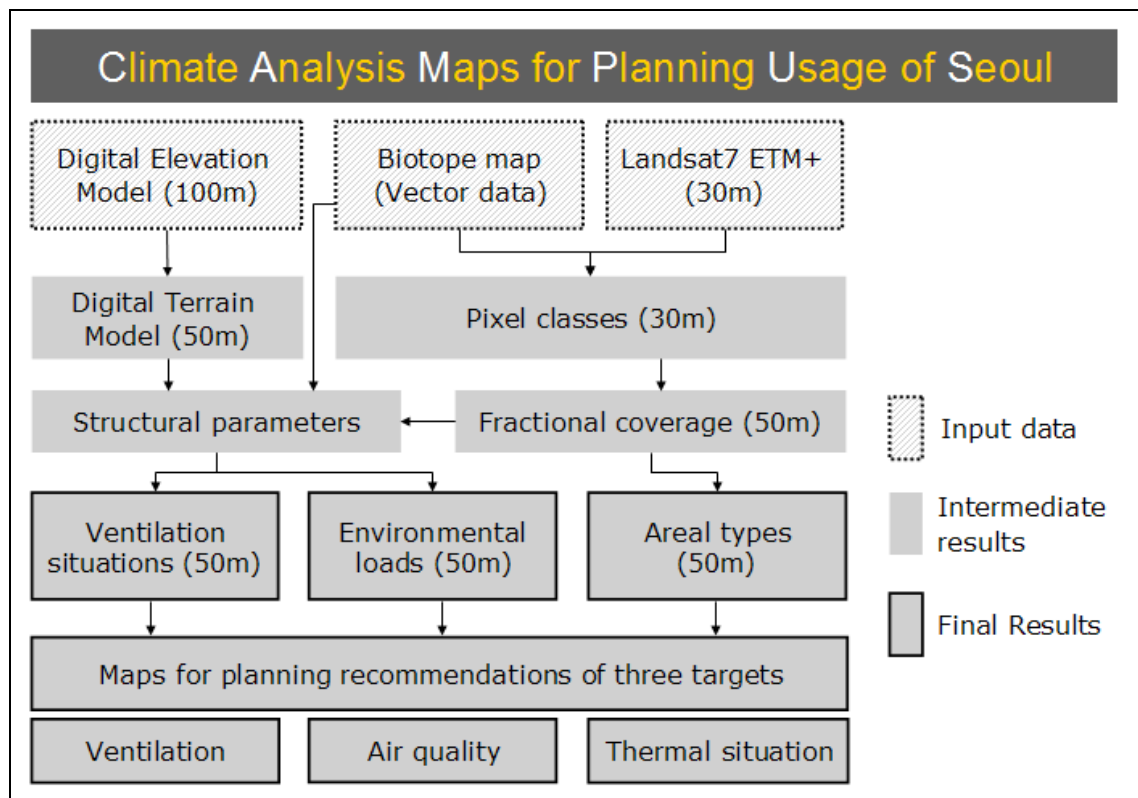 Climate Analysis Maps for Planning Usage of Seoul
Digital Elevation
Model (100m)
Biotope map
(Vector data)
Landsat7 ETM+
(30m)
Digital Terrain
Model (50m)
Pixel classes (30m)
Structural parameters
Fractional coverage (50m)
Input data
Ventilation
situations (50m)
Environmental
loads (50m)
Areal types
(50m)
Intermediate
results
Final Results
Maps for planning recommendations of three targets
Ventilation
Air quality
Thermal situation